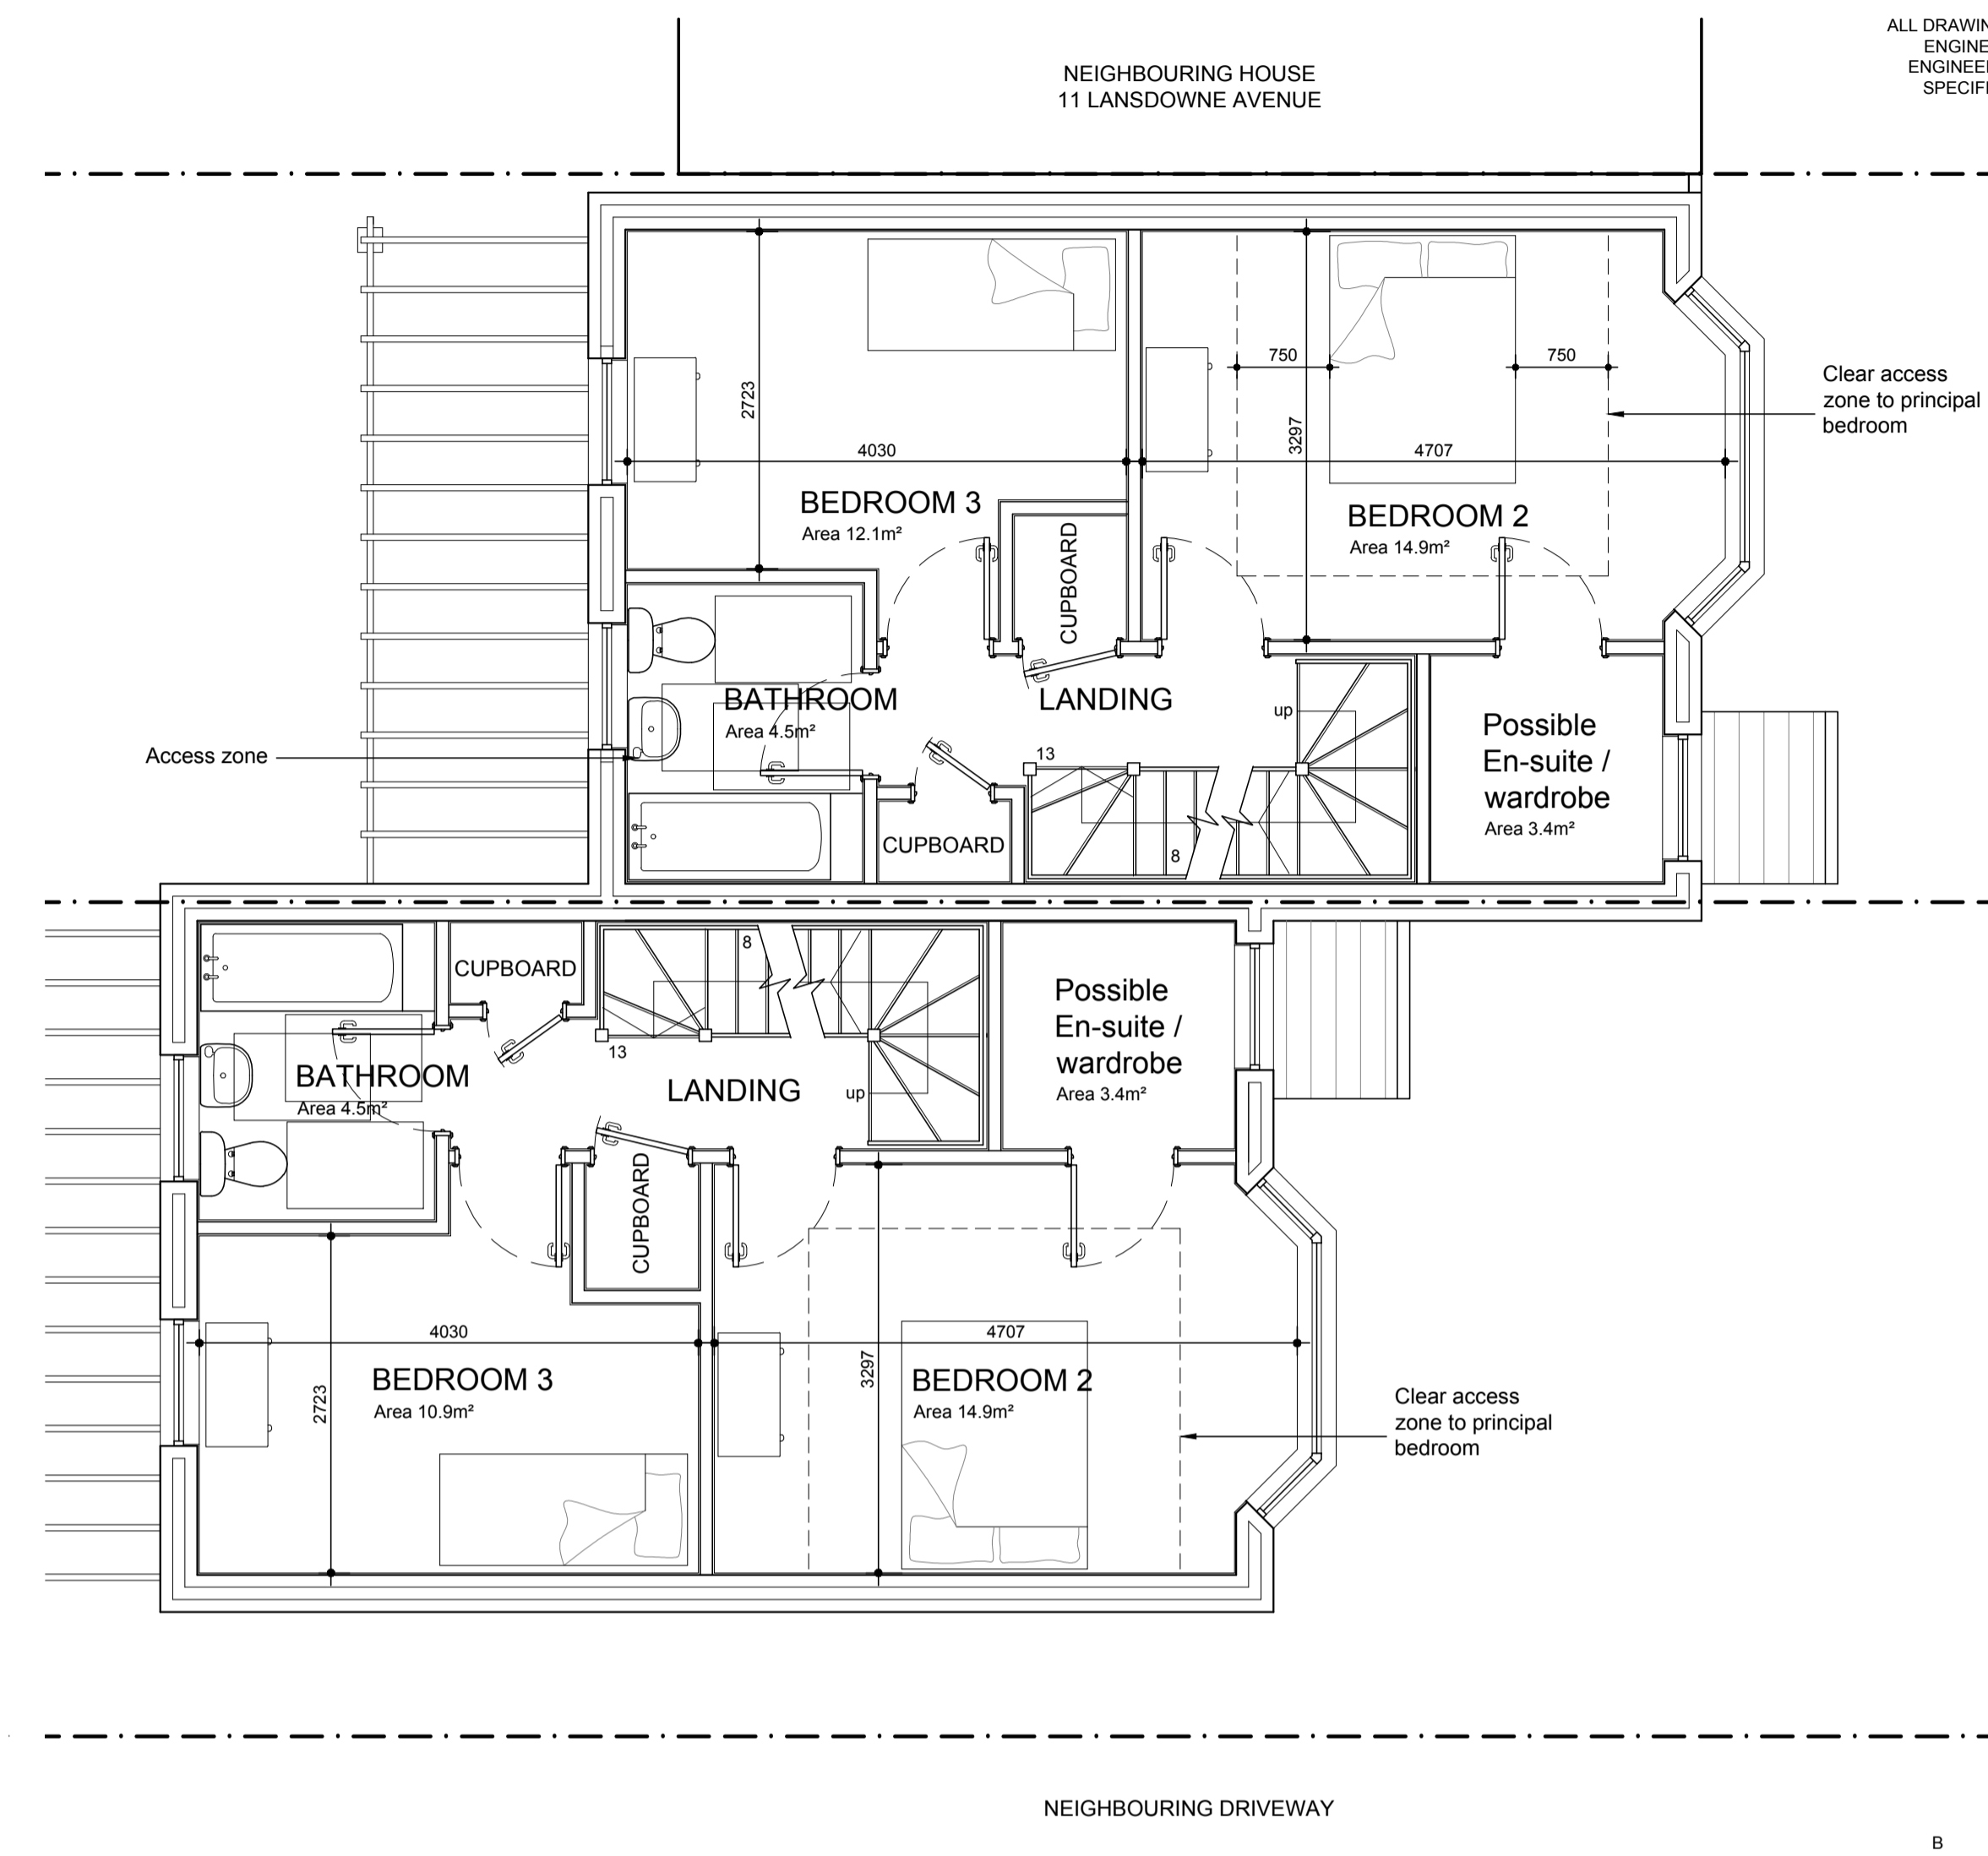 ALL DRAWIN
ENGINE
ENGINEE
SPECIFI
NEIGHBOURING HOUSE
11 LANSDOWNE AVENUE
750
750
Clear access
zone to principal
bedroom
2723
3297
4030
4707
BEDROOM 3
Area 12.1m²
BEDROOM 2
Area 14.9m²
CUPBOARD
BATHROOM
Area 4.5m²
LANDING
up
Possible
En-suite /
wardrobe
Area 3.4m²
Access zone
13
CUPBOARD
8
8
CUPBOARD
Possible
En-suite /
wardrobe
Area 3.4m²
13
BATHROOM
Area 4.5m²
LANDING
up
CUPBOARD
4030
4707
2723
3297
BEDROOM 3
Area 10.9m²
BEDROOM 2
Area 14.9m²
Clear access
zone to principal
bedroom
NEIGHBOURING DRIVEWAY
B